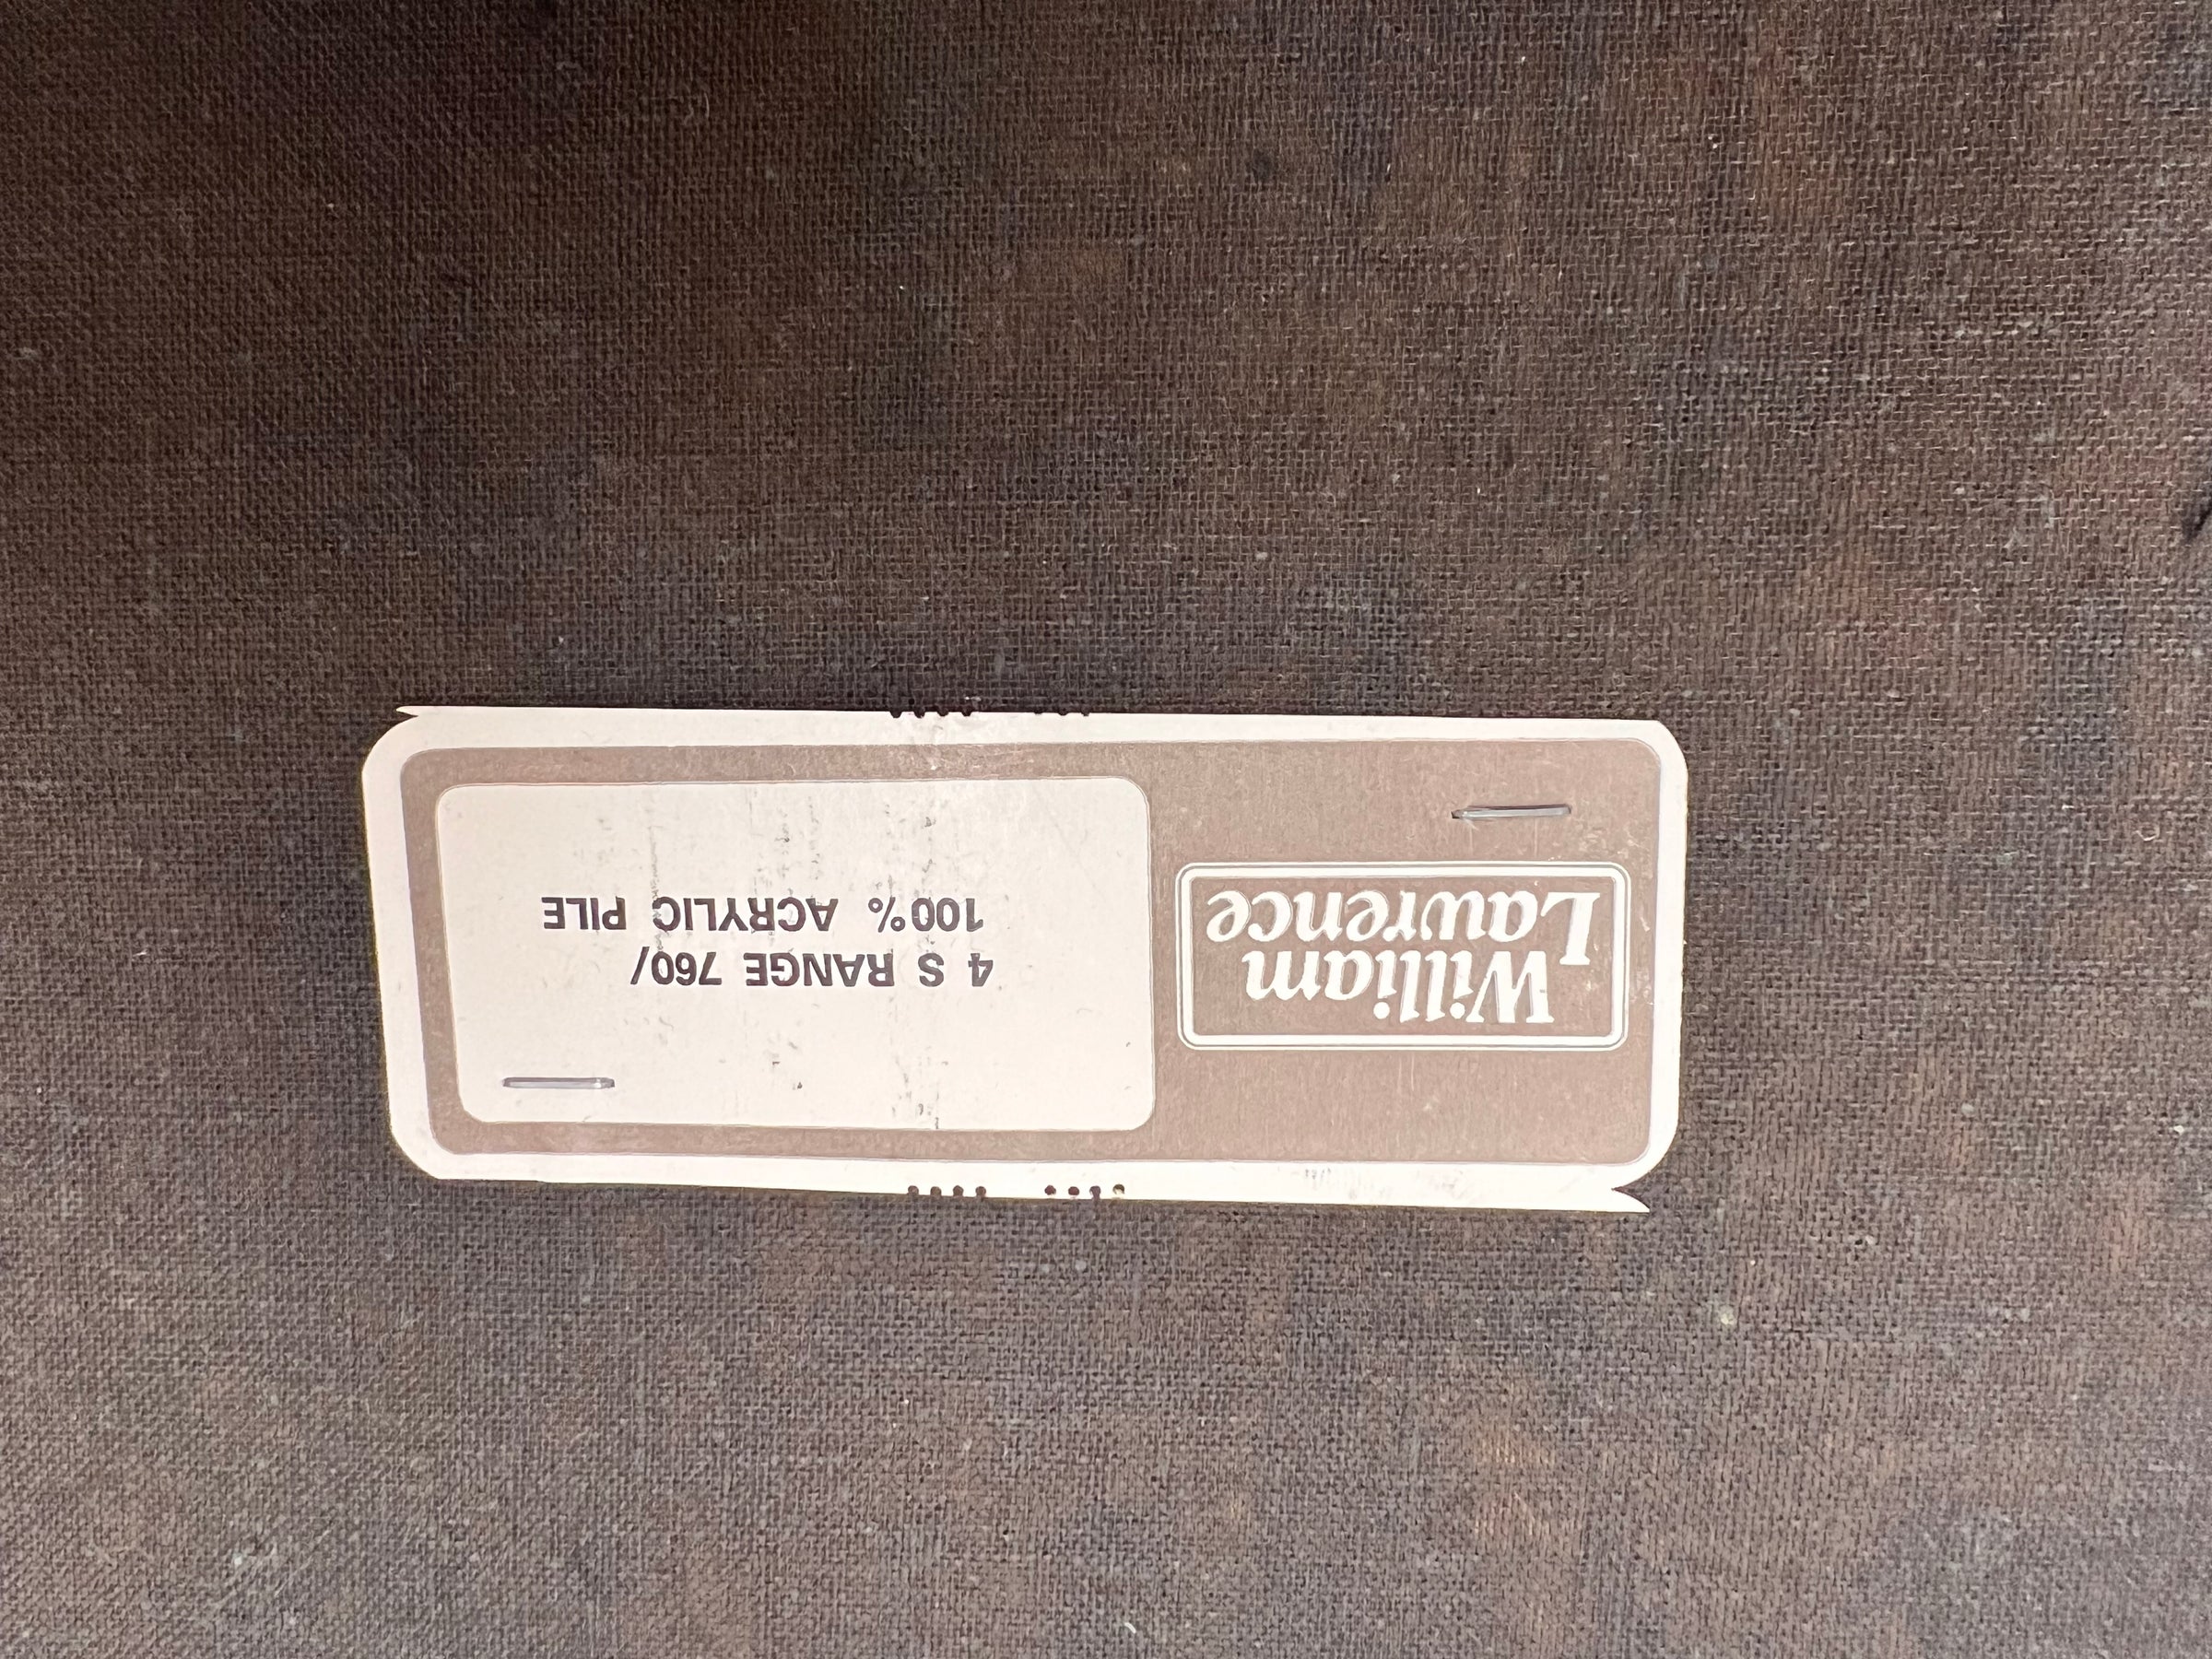 William
Lawrence
4 S RANGE 760/
100% ACRYLIC PILE